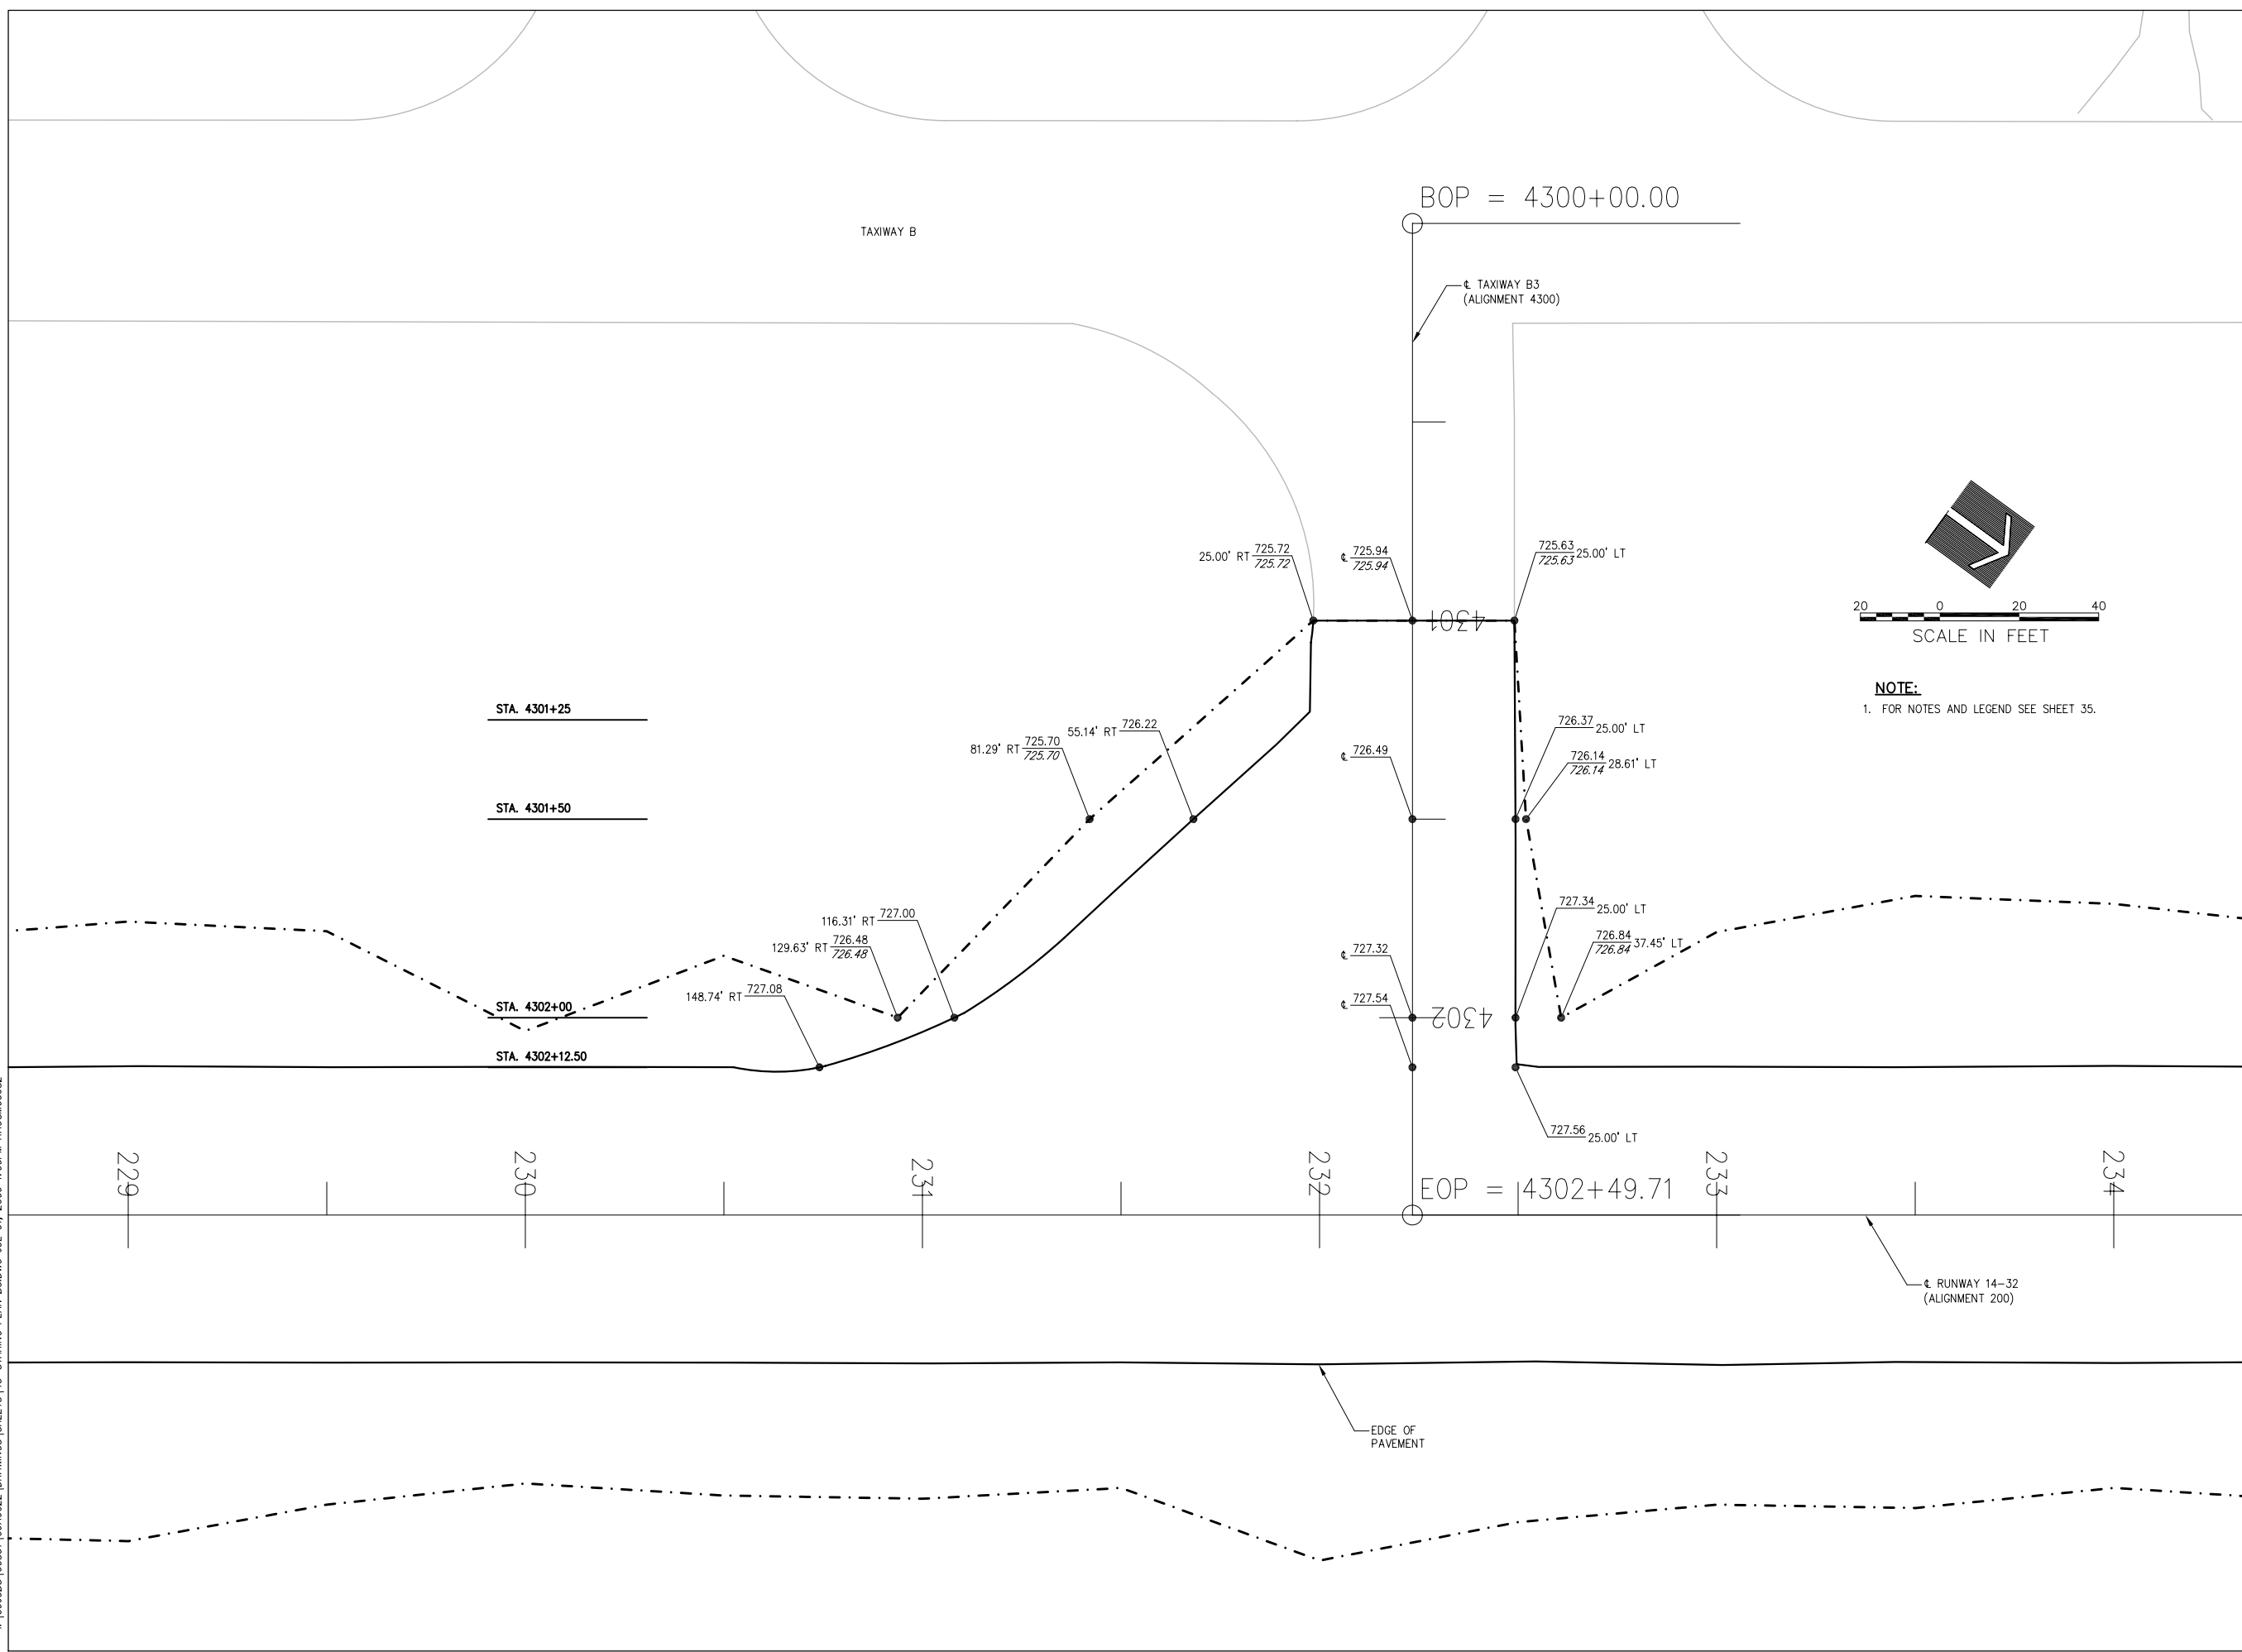 BOP = 4300+00.00
TAXIWAY B
℄ TAXIWAY B3
(ALIGNMENT 4300)
25.00' RT 725.72
725.72
℄ 725.94
725.94
725.63
725.63 25.00' LT
4301
20 0 20 40
SCALE IN FEET
NOTE:
1. FOR NOTES AND LEGEND SEE SHEET 35.
STA. 4301+25
81.29' RT 725.70
725.70
55.14' RT 726.22
℄ 726.49
726.37 25.00' LT
726.14
726.14 28.61' LT
STA. 4301+50
116.31' RT 727.00
129.63' RT 726.48
726.48
148.74' RT 727.08
℄ 727.32
℄ 727.54
727.34 25.00' LT
726.84
726.84 37.45' LT
STA. 4302+00
4302
STA. 4302+12.50
727.56 25.00' LT
229
230
231
232
233
234
EOP = 4302+49.71
℄ RUNWAY 14-32
(ALIGNMENT 200)
EDGE OF
PAVEMENT